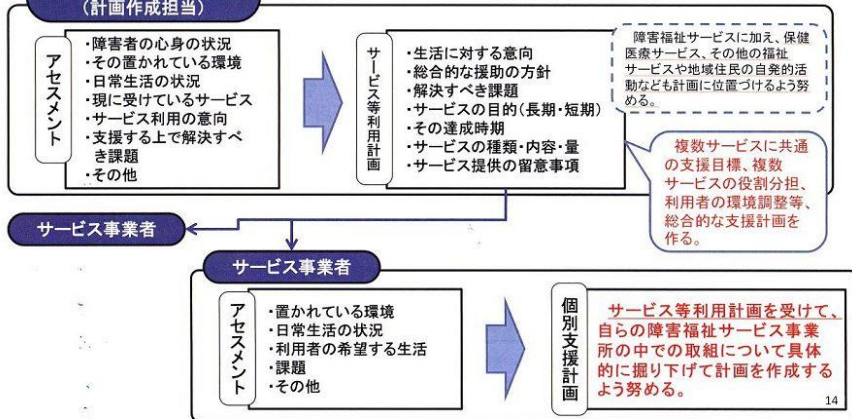 (計画作成担当)
アセスメント
・障害者の心身の状況
・その置かれている環境
・日常生活の状況
・現に受けているサービス
・サービス利用の意向
・支援する上で解決すべ
き課題
・その他
サービス等利用計画
・生活に対する意向
・総合的な援助の方針
・解決すべき課題
・サービスの目的(長期・短期)
・その達成時期
・サービスの種類・内容・量
・サービス提供の留意事項
障害福祉サービスに加え、保健
医療サービス、その他の福祉
サービスや地域住民の自発的活
動なども計画に位置づけるよう努
める。
複数サービスに共通
の支援目標、複数
サービスの役割分担、
利用者の環境調整等、
総合的な支援計画を
作る。
サービス事業者
サービス事業者
アセスメント
・置かれている環境
・日常生活の状況
・利用者の希望する生活
・課題
・その他
個別支援計画
サービス等利用計画を受けて、
自らの障害福祉サービス事業
所の中での取組について具体
的に掘り下げて計画を作成する
よう努める。
14